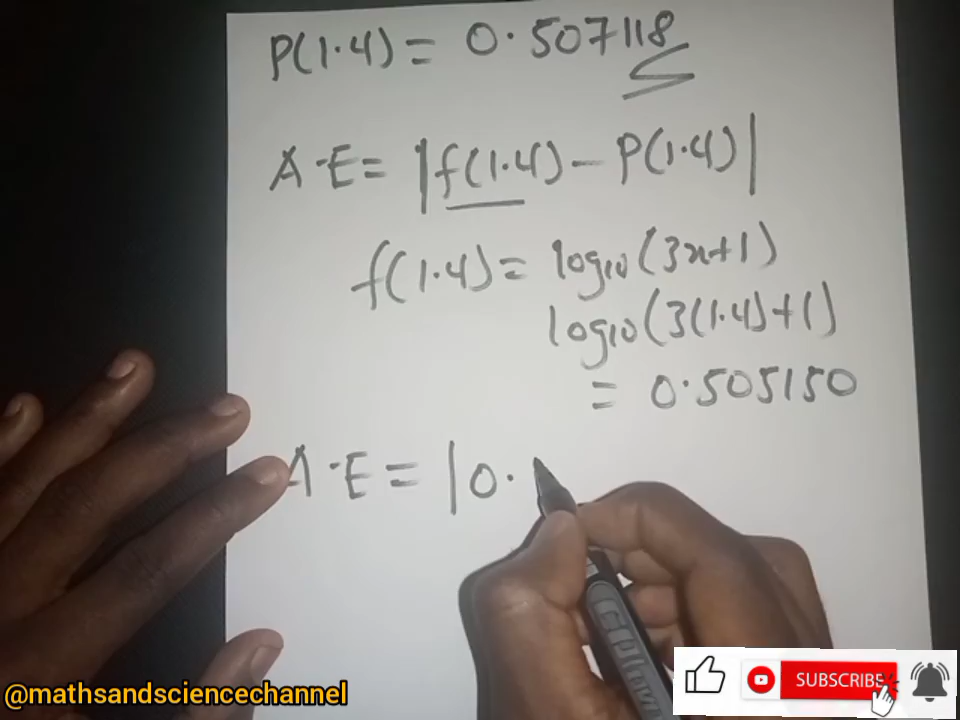 P(1.4) = 0.507118
A.E = |f(1.4) - P(1.4)|
f(1.4) = log10(3x+1)
log10(3(1.4)+1)
= 0.505150
A.E = |0.
@mathsandsciencechannel
SUBSCRIBE